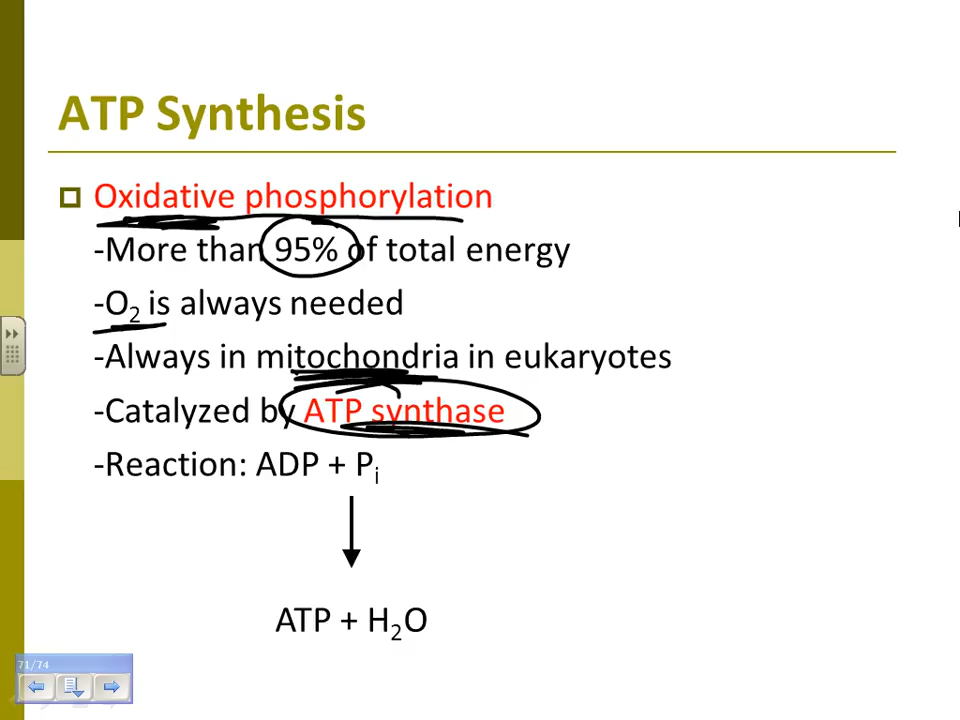 ATP Synthesis
Oxidative phosphorylation
-More than 95% of total energy
-O₂ is always needed
-Always in mitochondria in eukaryotes
-Catalyzed by ATP synthase
-Reaction: ADP + Pᵢ
ATP + H₂O
71/74